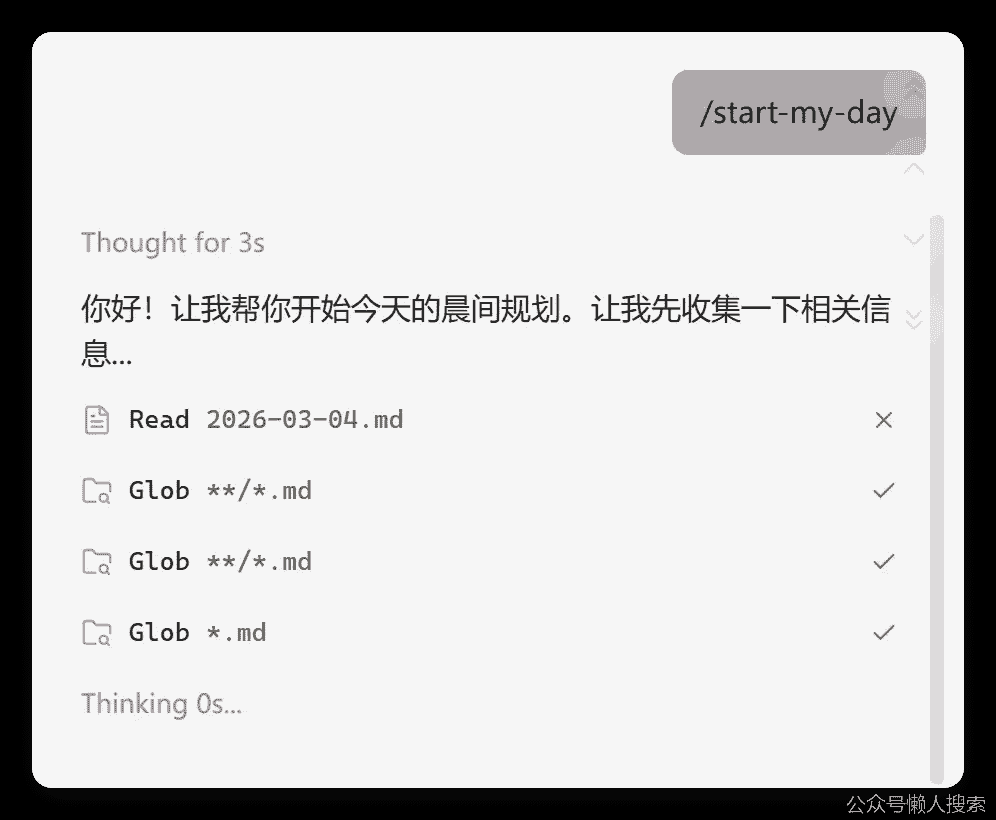 /start-my-day
Thought for 3s
你好！让我帮你开始今天的晨间规划。让我先收集一下相关信
息...
Read 2026-03-04.md
Glob **/*.md
Glob **/*.md
Glob *.md
Thinking 0s...
公众号懒人搜索